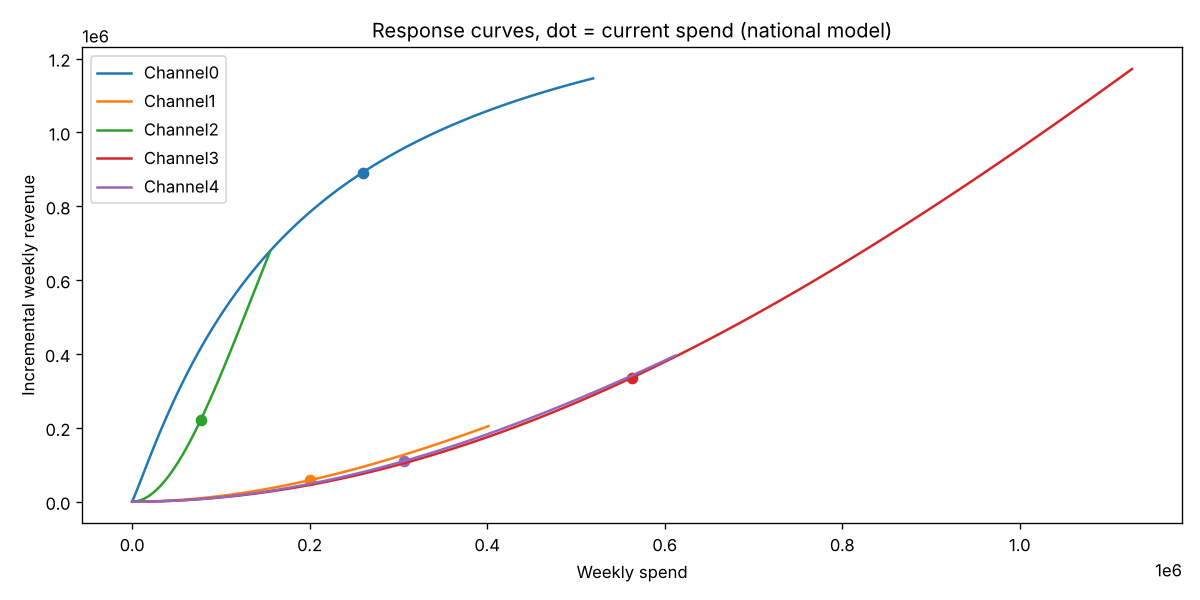 Response curves, dot = current spend (national model)
1e6
1.2
1.0
0.8
0.6
0.4
0.2
0.0
Incremental weekly revenue
Channel0
Channel1
Channel2
Channel3
Channel4
0.0 0.2 0.4 0.6 0.8 1.0
Weekly spend
1e6